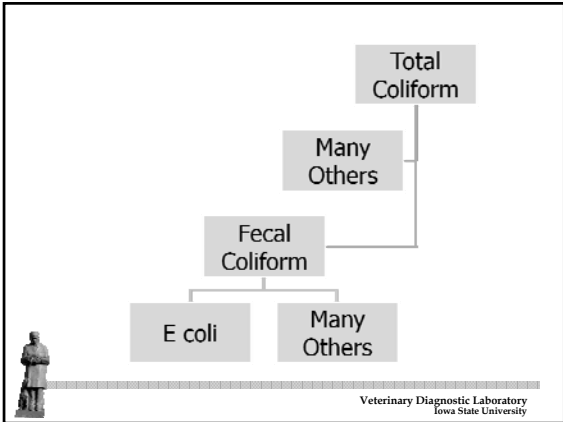 Total
Coliform
Many
Others
Fecal
Coliform
E coli
Many
Others
Veterinary Diagnostic Laboratory
Iowa State University